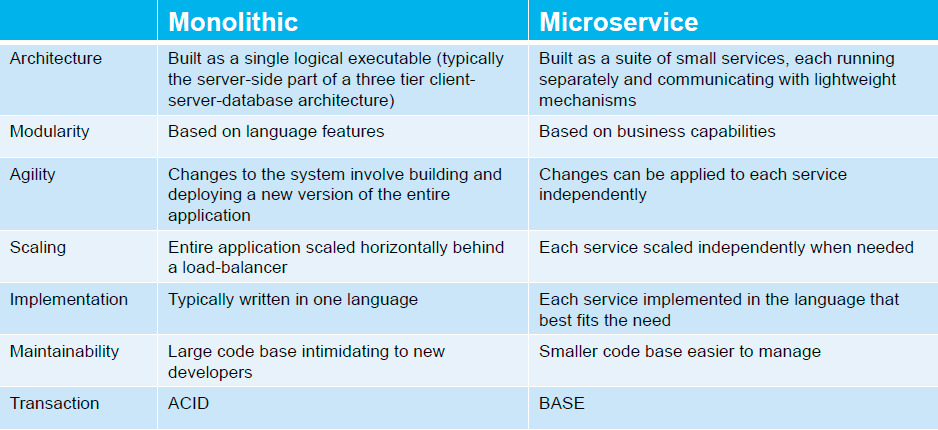 Monolithic Microservice
Architecture Built as a single logical executable (typically Built as a suite of small services, each running
the server-side part of a three tier client- separately and communicating with lightweight
server-database architecture) mechanisms
Modularity Based on language features Based on business capabilities
Agility Changes to the system involve building and Changes can be applied to each service
deploying a new version of the entire independently
application
Scaling Entire application scaled horizontally behind Each service scaled independently when needed
a load-balancer
Implementation Typically written in one language Each service implemented in the language that
best fits the need
Maintainability Large code base intimidating to new Smaller code base easier to manage
developers
Transaction ACID BASE